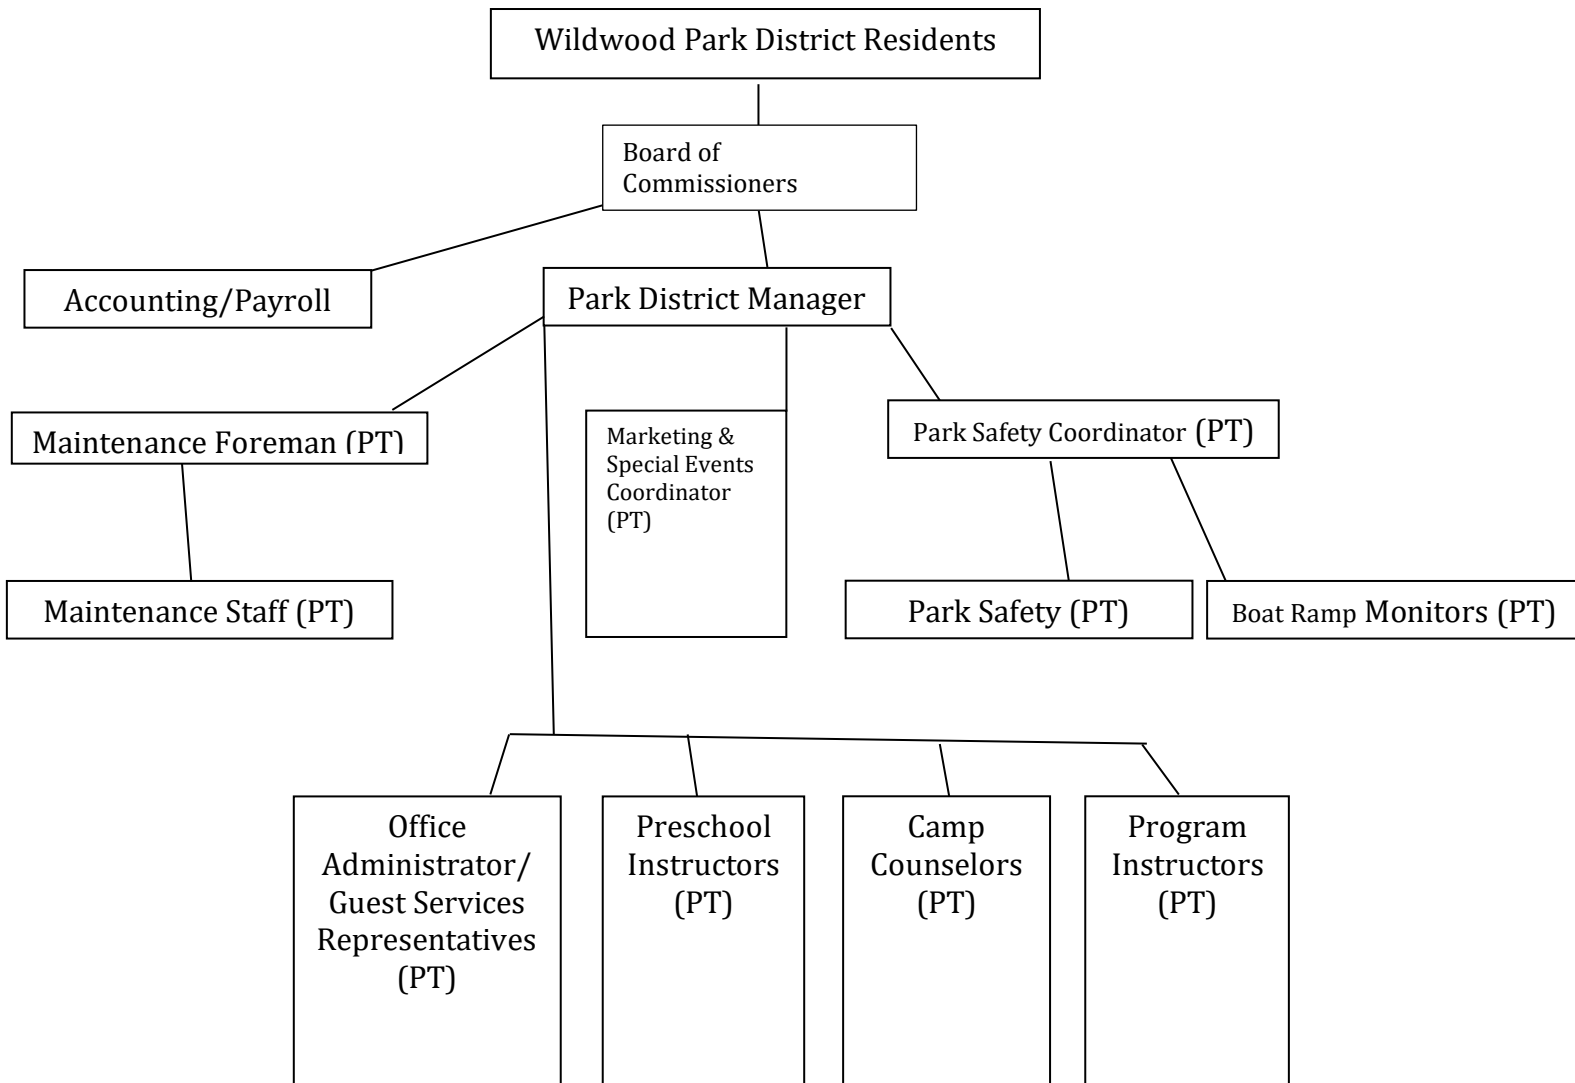 Wildwood Park District Residents
Board of
Commissioners
Accounting/Payroll
Park District Manager
Maintenance Foreman (PT)
Marketing &
Special Events
Coordinator
(PT)
Park Safety Coordinator (PT)
Maintenance Staff (PT)
Park Safety (PT)
Boat Ramp Monitors (PT)
Office
Administrator/
Guest Services
Representatives
(PT)
Preschool
Instructors
(PT)
Camp
Counselors
(PT)
Program
Instructors
(PT)